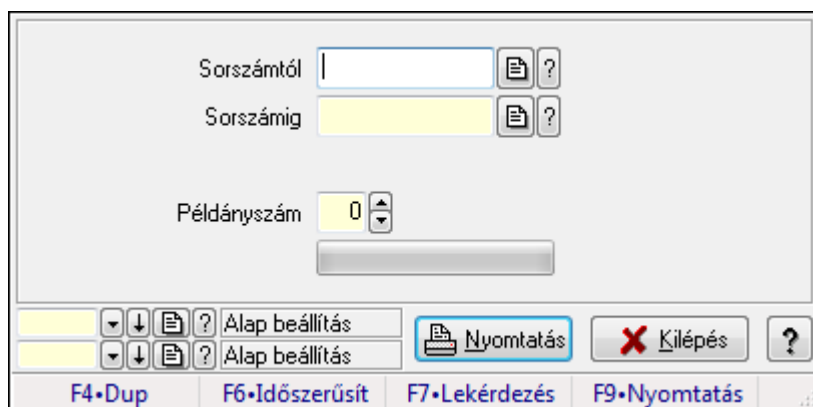 Sorszámtól ?
Sorszámig ?
Példányszám 0
? Alap beállítás
? Alap beállítás
Nyomtatás Kilépés ?
F4•Dup F6•Időszerűsít F7•Lekérdezés F9•Nyomtatás